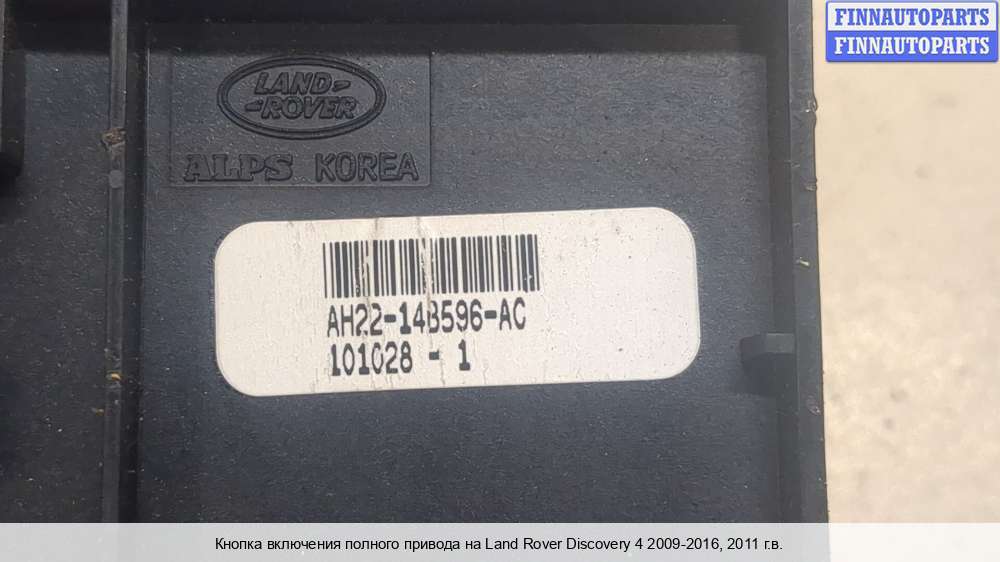 FINNAUTOPARTS
FINNAUTOPARTS
LAND
ROVER
ALPS KOREA
AH22-14B596-AC
101028 - 1
Кнопка включения полного привода на Land Rover Discovery 4 2009-2016, 2011 г.в.